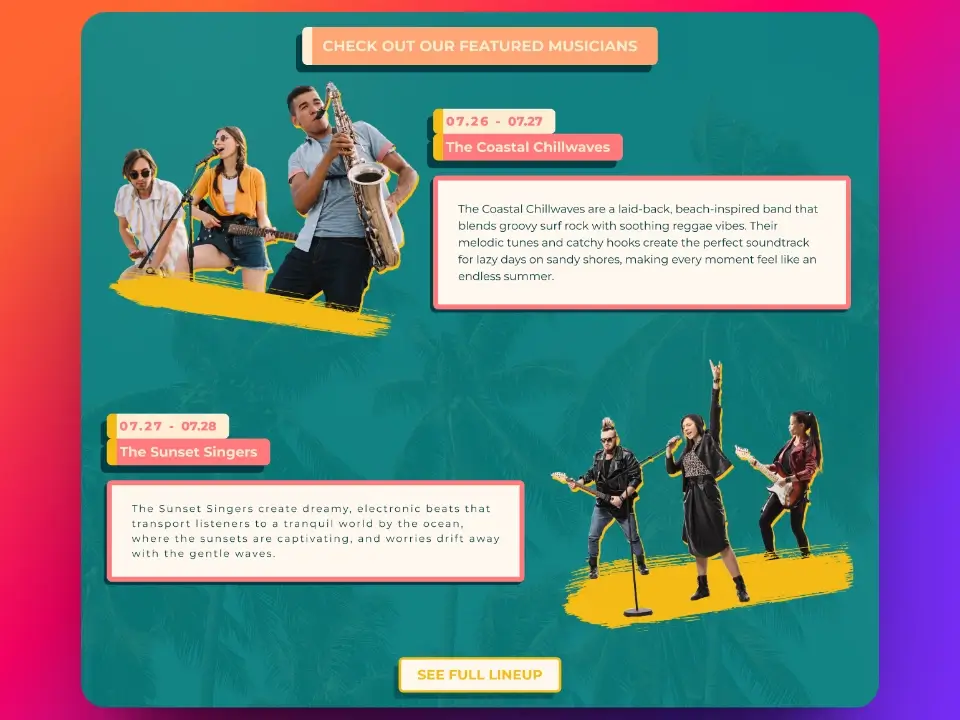 CHECK OUT OUR FEATURED MUSICIANS
07.26 - 07.27
The Coastal Chillwaves
The Coastal Chillwaves are a laid-back, beach-inspired band that
blends groovy surf rock with soothing reggae vibes. Their
melodic tunes and catchy hooks create the perfect soundtrack
for lazy days on sandy shores, making every moment feel like an
endless summer.
07.27 - 07.28
The Sunset Singers
The Sunset Singers create dreamy, electronic beats that
transport listeners to a tranquil world by the ocean,
where the sunsets are captivating, and worries drift away
with the gentle waves.
SEE FULL LINEUP